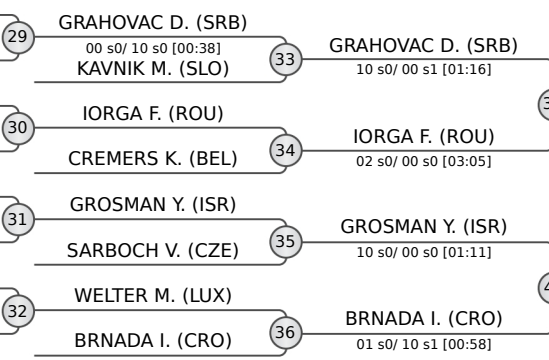 29
GRAHOVAC D. (SRB)
00 s0/ 10 s0 [00:38]
KAVNIK M. (SLO)
33
GRAHOVAC D. (SRB)
10 s0/ 00 s1 [01:16]
30
IORGA F. (ROU)
CREMERS K. (BEL)
34
IORGA F. (ROU)
02 s0/ 00 s0 [03:05]
31
GROSMAN Y. (ISR)
SARBOCH V. (CZE)
35
GROSMAN Y. (ISR)
10 s0/ 00 s0 [01:11]
32
WELTER M. (LUX)
BRNADA I. (CRO)
36
BRNADA I. (CRO)
01 s0/ 10 s1 [00:58]